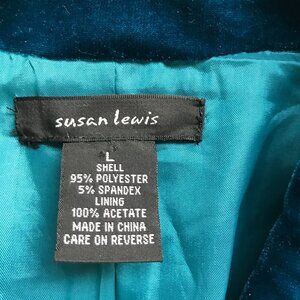 susan lewis
L
SHELL
95% POLYESTER
5% SPANDEX
LINING
100% ACETATE
MADE IN CHINA
CARE ON REVERSE